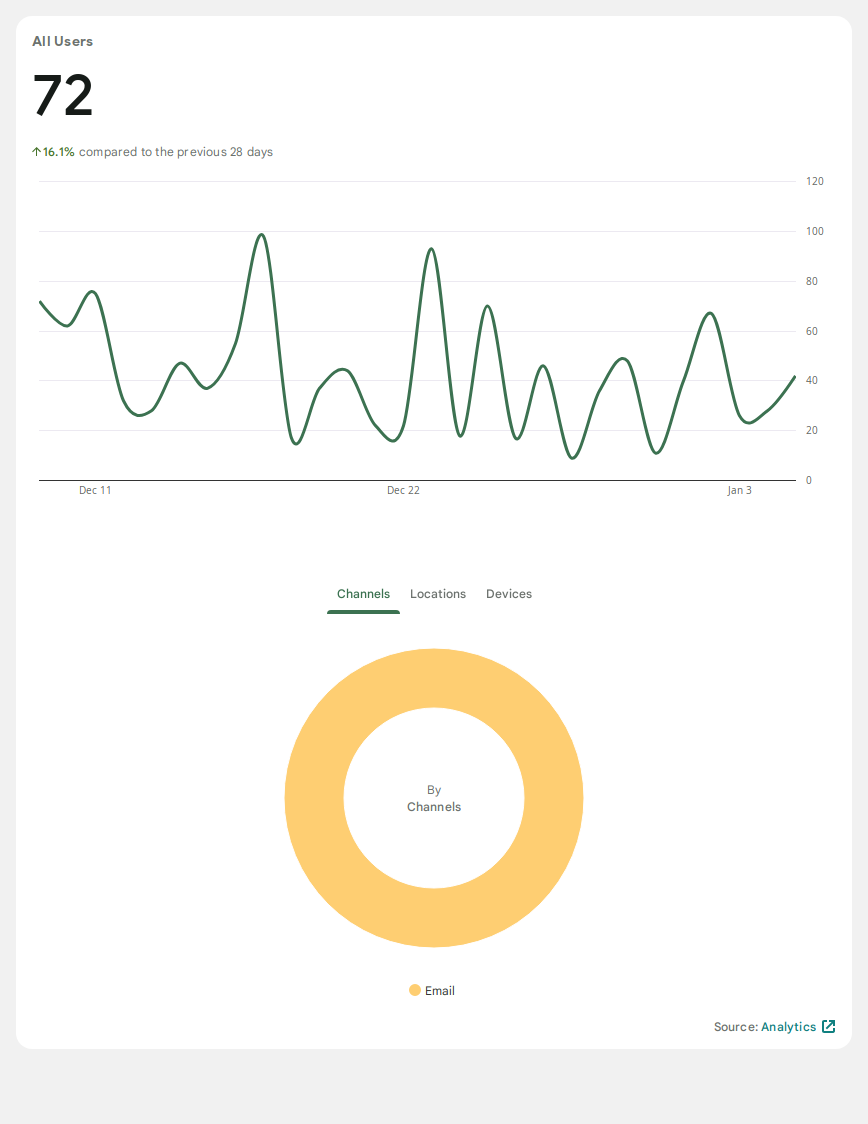 All Users
72
↑16.1% compared to the previous 28 days
120
100
80
60
40
20
0
Dec 11 Dec 22 Jan 3
Channels Locations Devices
By
Channels
Email
Source: Analytics